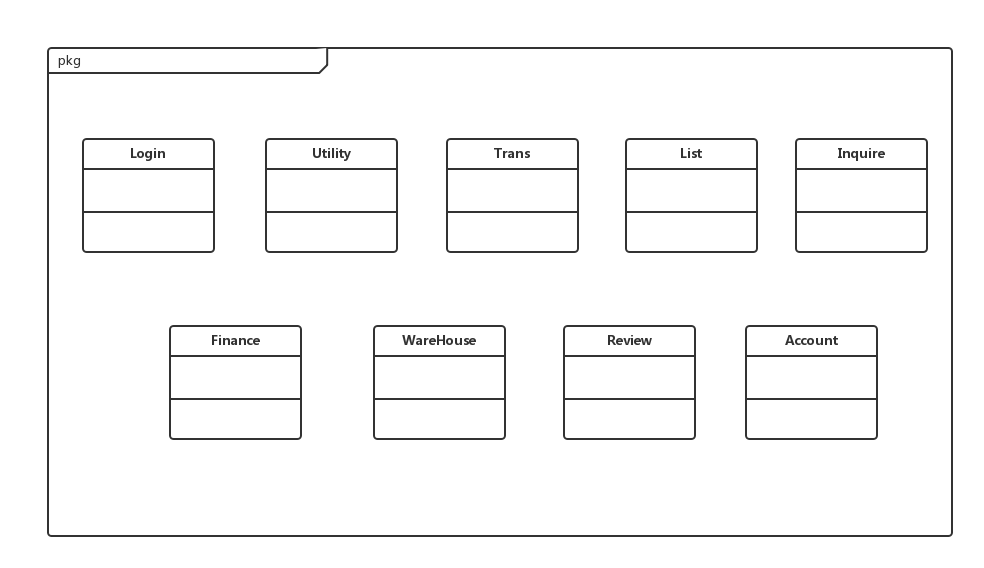 pkg
Login
Utility
Trans
List
Inquire
Finance
WareHouse
Review
Account